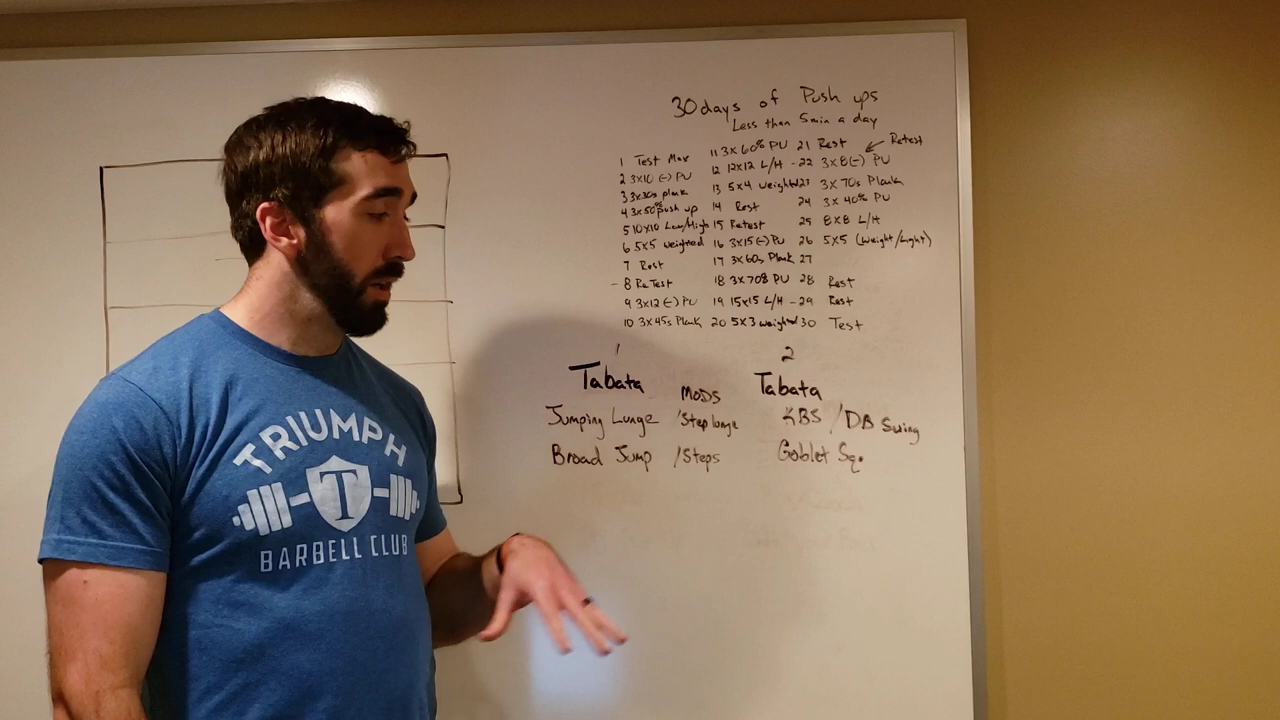 TRIUMPH
T
BARBELL CLUB
30 days of Push ups
Less than 5min a day
1 Test Max
2 3x10 (-) PU
3 3x30s plank
4 3x50% push up
5 10x10 Low/High
6 5x5 weighted
7 Rest
- 8 ReTest
9 3x12 (-) PU
10 3x45s Plank
11 3x60% PU
12 12x12 L/H
13 5x4 weighted
14 Rest
15 Retest
16 3x15 (-) PU
17 3x60s Plank
18 3x70% PU
19 15x15 L/H
20 5x3 weighted
21 Rest
Retest
- 22 3x8 (-) PU
23 3x70s Plank
24 3x40% PU
25 8x8 L/H
26 5x5 (Weight/Light)
27
28 Rest
- 29 Rest
30 Test
1
Tabata
MODS
Jumping Lunge /Step lunge
Broad Jump /Steps
2
Tabata
KBS / DB Swing
Goblet Sq.